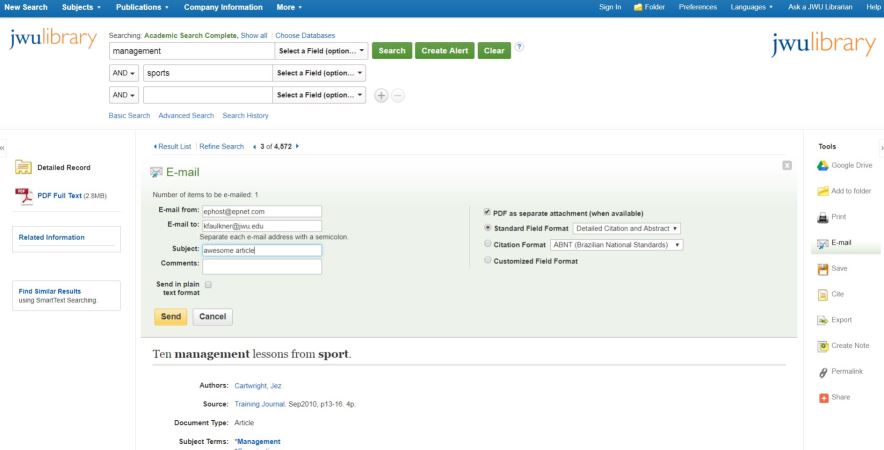 New Search Subjects Publications Company Information More Sign In Folder Preferences Languages Ask a JWU Librarian Help
jwulibrary
Searching: Academic Search Complete, Show all | Choose Databases
management Select a Field (option... Search Create Alert Clear ?
AND sports Select a Field (option...
AND Select a Field (option...
Basic Search Advanced Search Search History
jwulibrary
Detailed Record
PDF Full Text (2.8MB)
Related Information
Find Similar Results
using SmartText Searching.
Result List | Refine Search 3 of 4,572
E-mail
Number of items to be e-mailed: 1
E-mail from: ephost@epnet.com
E-mail to: kfaulkner@jwu.edu
Separate each e-mail address with a semicolon.
Subject: awesome article
Comments:
Send in plain
text format
Send Cancel
PDF as separate attachment (when available)
Standard Field Format Detailed Citation and Abstract
Citation Format ABNT (Brazilian National Standards)
Customized Field Format
Ten management lessons from sport.
Authors: Cartwright, Jez
Source: Training Journal. Sep2010, p13-16. 4p.
Document Type: Article
Subject Terms: *Management
Tools
Google Drive
Add to folder
Print
E-mail
Save
Cite
Export
Create Note
Permalink
Share